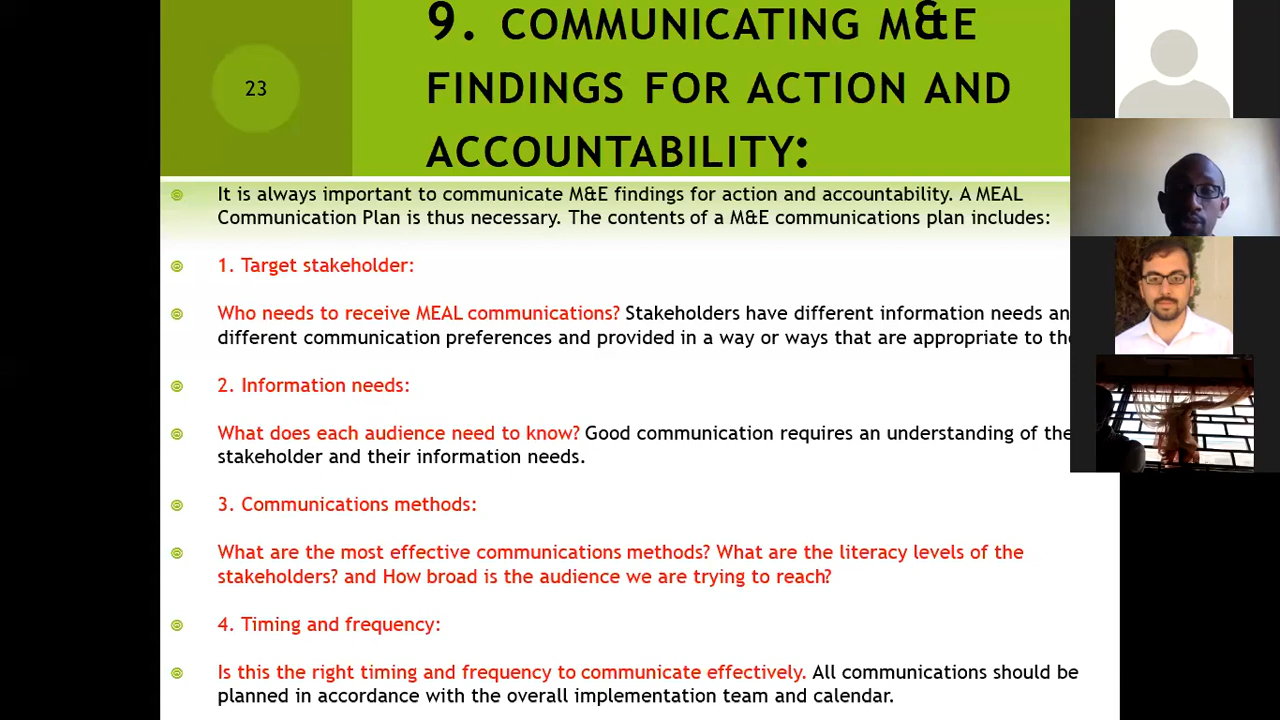 23
9. COMMUNICATING M&E
FINDINGS FOR ACTION AND
ACCOUNTABILITY:
It is always important to communicate M&E findings for action and accountability. A MEAL
Communication Plan is thus necessary. The contents of a M&E communications plan includes:
1. Target stakeholder:
Who needs to receive MEAL communications? Stakeholders have different information needs an
different communication preferences and provided in a way or ways that are appropriate to the
2. Information needs:
What does each audience need to know? Good communication requires an understanding of the
stakeholder and their information needs.
3. Communications methods:
What are the most effective communications methods? What are the literacy levels of the
stakeholders? and How broad is the audience we are trying to reach?
4. Timing and frequency:
Is this the right timing and frequency to communicate effectively. All communications should be
planned in accordance with the overall implementation team and calendar.